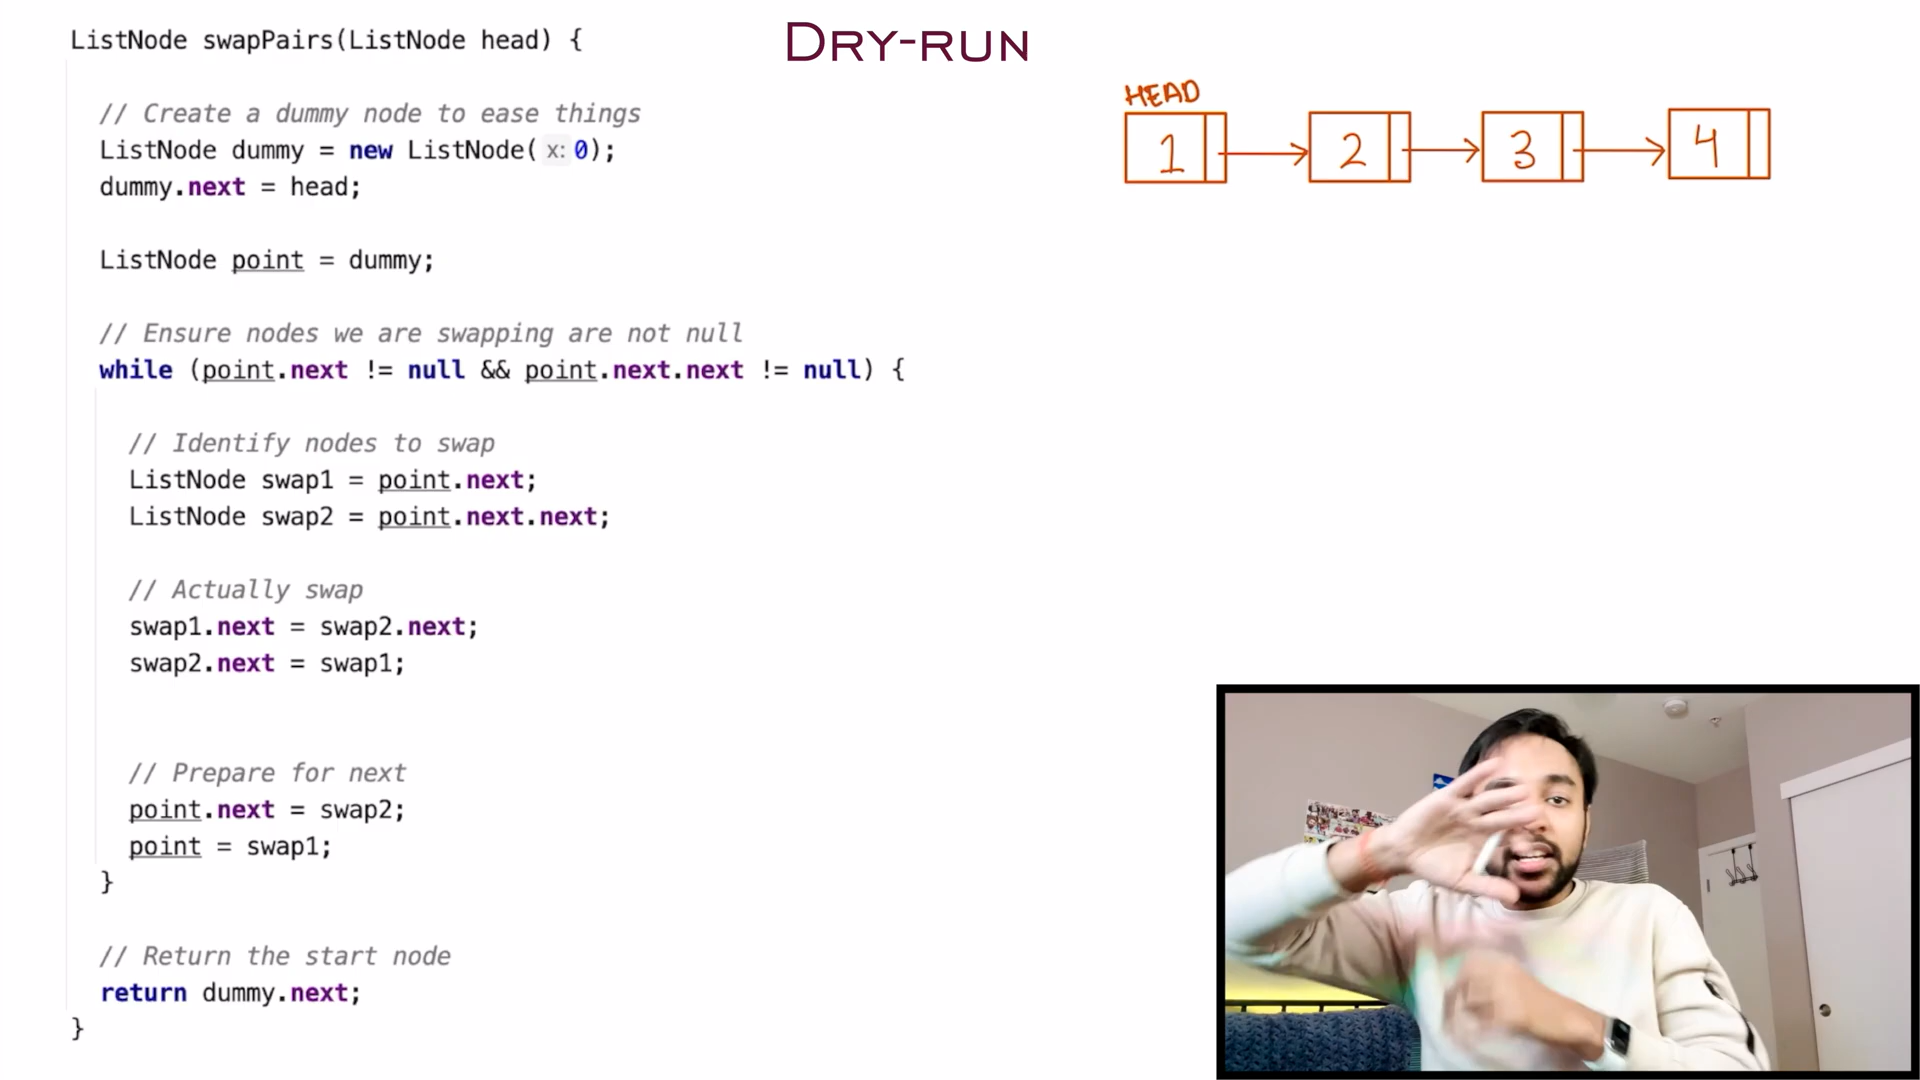 DRY-RUN
ListNode swapPairs(ListNode head) {
// Create a dummy node to ease things
ListNode dummy = new ListNode( x: 0);
dummy.next = head;
ListNode point = dummy;
// Ensure nodes we are swapping are not null
while (point.next != null && point.next.next != null) {
// Identify nodes to swap
ListNode swap1 = point.next;
ListNode swap2 = point.next.next;
// Actually swap
swap1.next = swap2.next;
swap2.next = swap1;
// Prepare for next
point.next = swap2;
point = swap1;
}
// Return the start node
return dummy.next;
}
HEAD
1 2 3 4